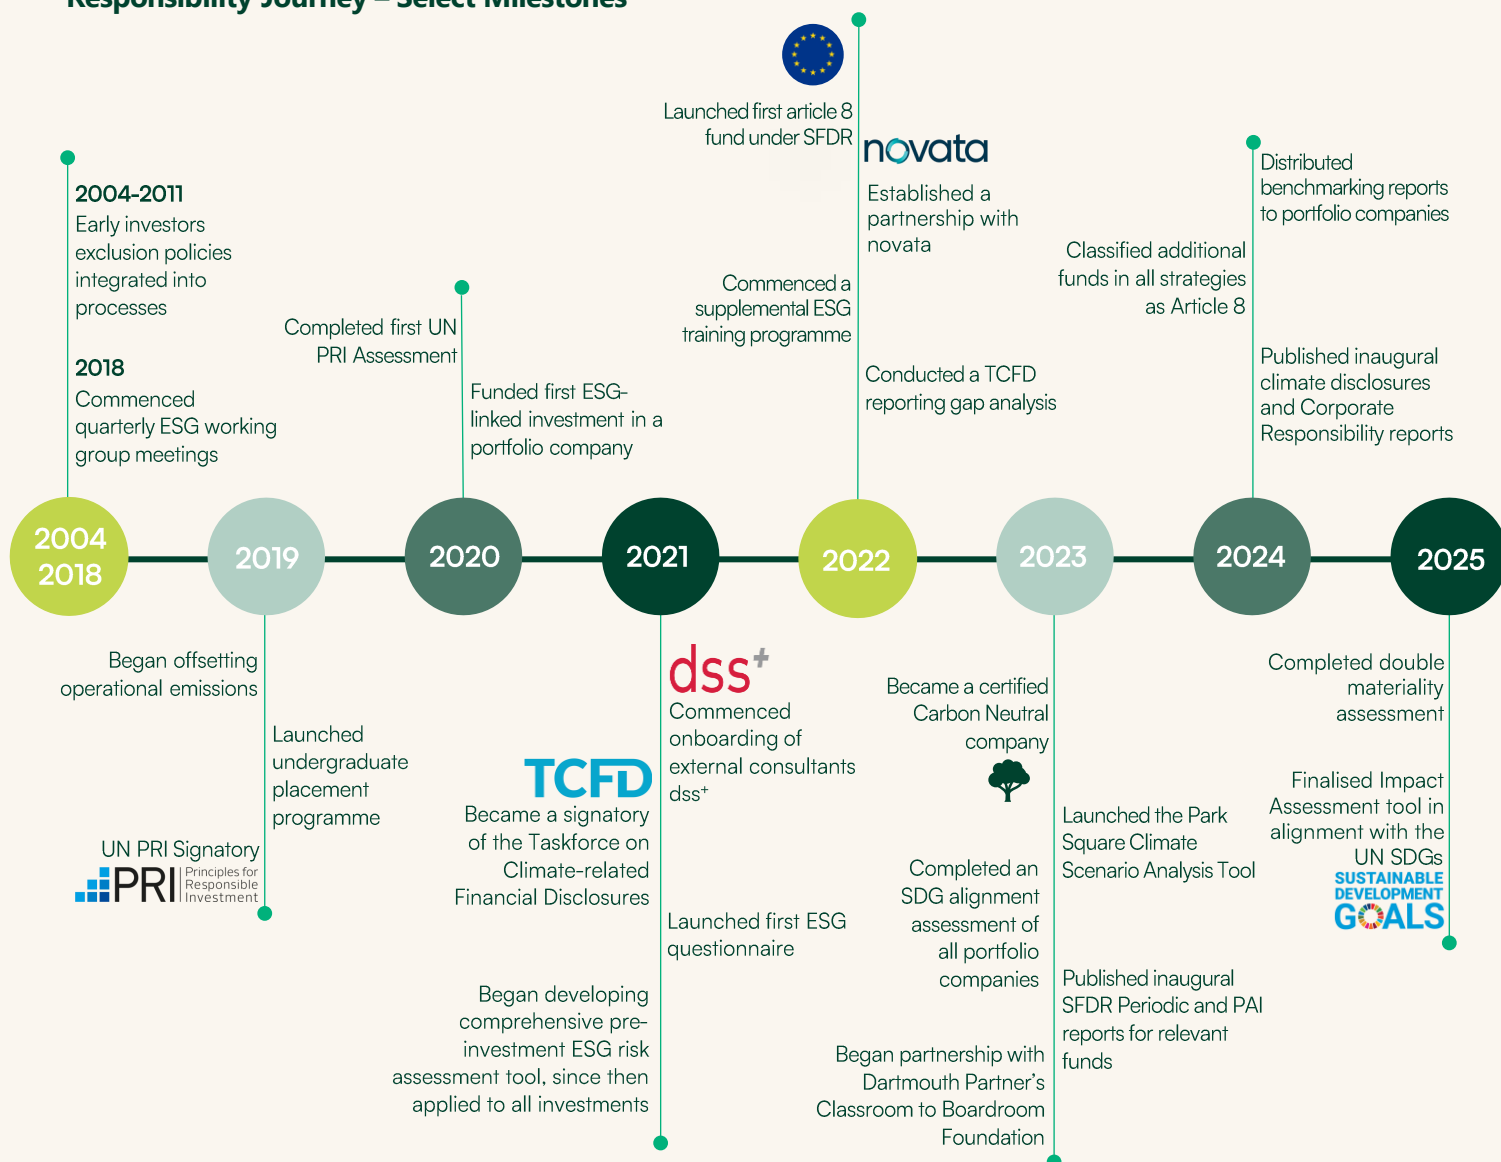 Responsibility Journey – Select Milestones
2004-2011
Early investors
exclusion policies
integrated into
processes
2018
Commenced
quarterly ESG working
group meetings
2004
2018
2019
Began offsetting
operational emissions
Launched
undergraduate
placement
programme
UN PRI Signatory
PRI
Principles for
Responsible
Investment
Completed first UN
PRI Assessment
Funded first ESG-
linked investment in a
portfolio company
2020
2021
dss+
Commenced
onboarding of
external consultants
dss+
TCFD
Became a signatory
of the Taskforce on
Climate-related
Financial Disclosures
Launched first ESG
questionnaire
Began developing
comprehensive pre-
investment ESG risk
assessment tool, since then
applied to all investments
Launched first article 8
fund under SFDR
novata
Established a
partnership with
novata
Commenced a
supplemental ESG
training programme
Conducted a TCFD
reporting gap analysis
2022
2023
Became a certified
Carbon Neutral
company
Launched the Park
Square Climate
Scenario Analysis Tool
Completed an
SDG alignment
assessment of
all portfolio
companies
Published inaugural
SFDR Periodic and PAI
reports for relevant
funds
Began partnership with
Dartmouth Partner's
Classroom to Boardroom
Foundation
Distributed
benchmarking reports
to portfolio companies
Classified additional
funds in all strategies
as Article 8
Published inaugural
climate disclosures
and Corporate
Responsibility reports
2024
2025
Completed double
materiality
assessment
Finalised Impact
Assessment tool in
alignment with the
UN SDGs
SUSTAINABLE
DEVELOPMENT
GOALS